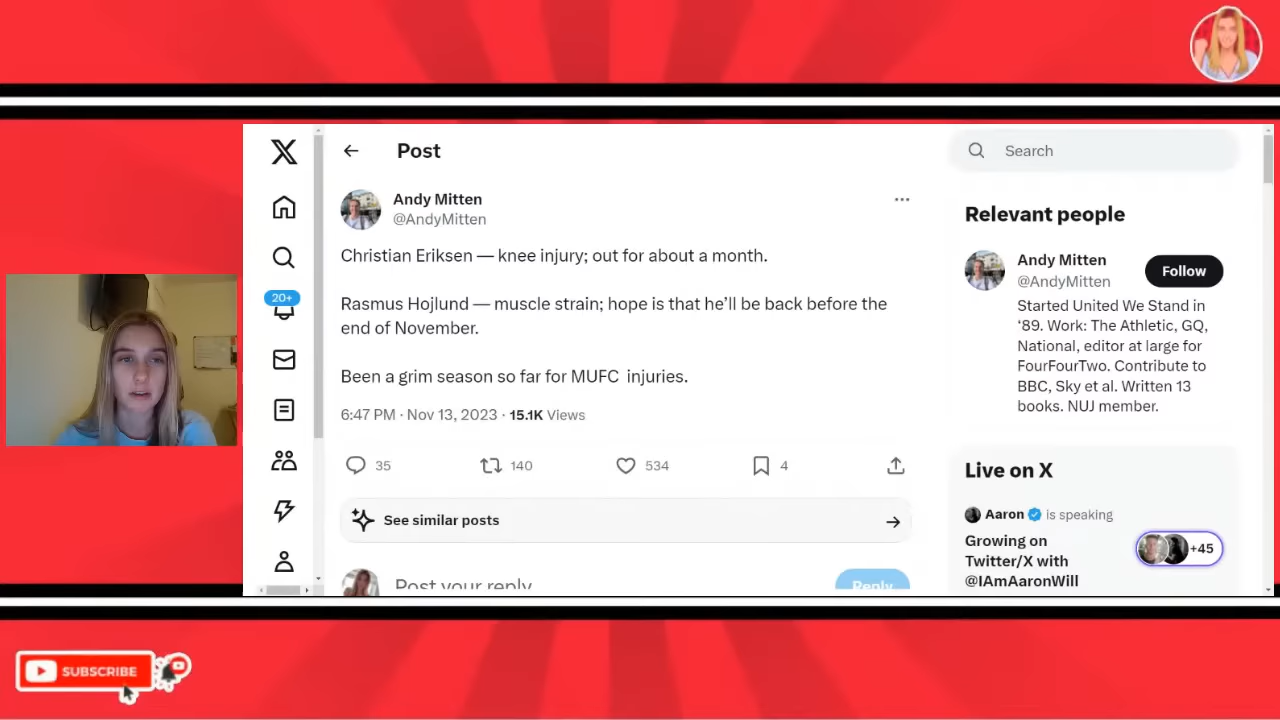 Post
Search
Andy Mitten
@AndyMitten
Christian Eriksen — knee injury; out for about a month.
Rasmus Hojlund — muscle strain; hope is that he'll be back before the
end of November.
Been a grim season so far for MUFC injuries.
6:47 PM · Nov 13, 2023 · 15.1K Views
35 140 534 4
See similar posts
Post your reply
Reply
20+
Relevant people
Andy Mitten
@AndyMitten
Follow
Started United We Stand in
‘89. Work: The Athletic, GQ,
National, editor at large for
FourFourTwo. Contribute to
BBC, Sky et al. Written 13
books. NUJ member.
Live on X
Aaron is speaking
Growing on
Twitter/X with
@IAmAaronWill
+45
SUBSCRIBE